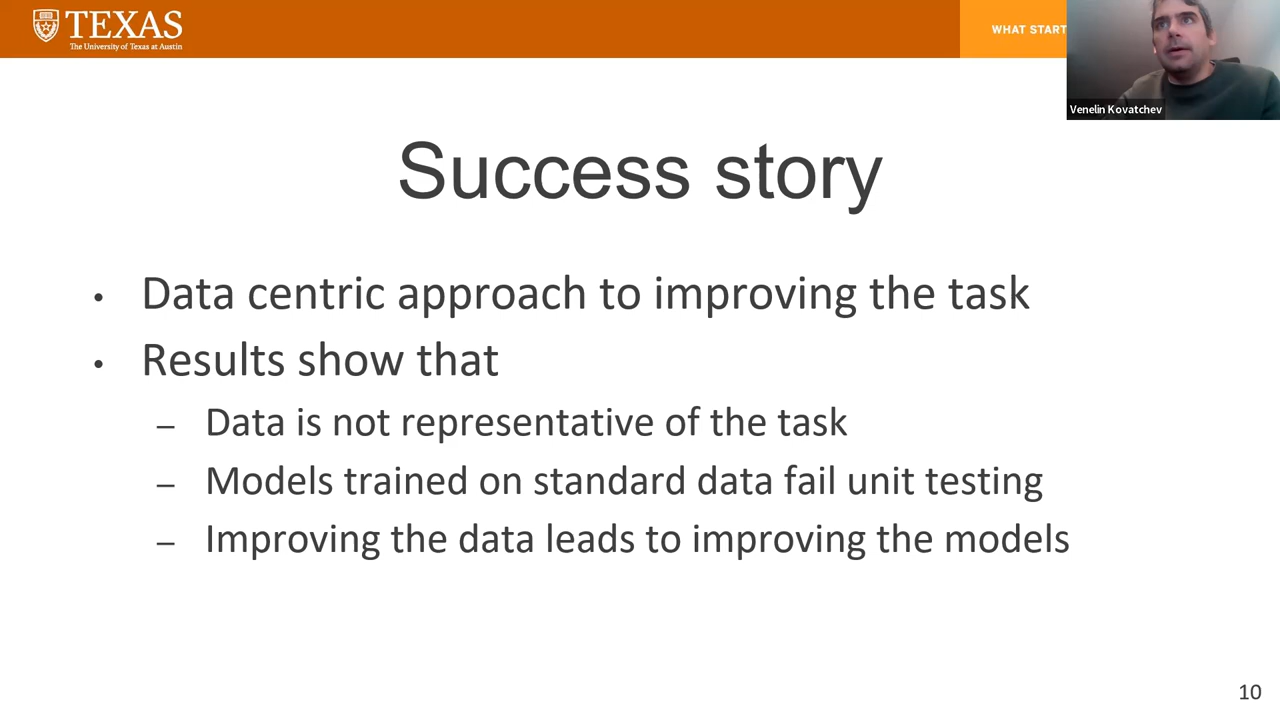 TEXAS
The University of Texas at Austin
WHAT START
Venelin Kovatchev
Success story
• Data centric approach to improving the task
• Results show that
– Data is not representative of the task
– Models trained on standard data fail unit testing
– Improving the data leads to improving the models
10